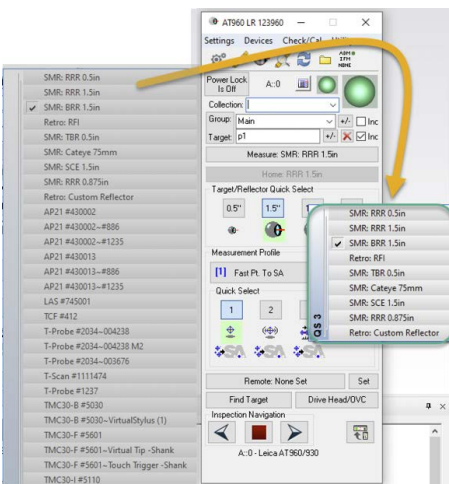 AT960 LR 123960
Settings Devices Check/Cal
Power Lock
Is Off
A::0
Collection:
Group: Main +/- Inc
Target: p1 +/- Inc
Measure: SMR: RRR 1.5in
Home: RRR 1.5in
Target/Reflector Quick Select
0.5" 1.5"
Measurement Profile
[1] Fast Pt. To SA
Quick Select
1 2
SA SA SA
Remote: None Set Set
Find Target Drive Head/OVC
Inspection Navigation
A::0 - Leica AT960/930
SMR: RRR 0.5in
SMR: RRR 1.5in
SMR: BRR 1.5in
Retro: RFI
SMR: TBR 0.5in
SMR: Cateye 75mm
SMR: SCE 1.5in
SMR: RRR 0.875in
Retro: Custom Reflector
AP21 #430002
AP21 #430002~#886
AP21 #430002~#1235
AP21 #430013
AP21 #430013~#886
AP21 #430013~#1235
LAS #745001
TCF #412
T-Probe #2034~004238
T-Probe #2034~004238 M2
T-Probe #2034~003676
T-Scan #1111474
T-Probe #1237
TMC30-B #5030
TMC30-B #5030~VirtualStylus (1)
TMC30-F #5601
TMC30-F #5601~Virtual Tip -Shank
TMC30-F #5601~Touch Trigger -Shank
TMC30-I #5110
QS 3
SMR: RRR 0.5in
SMR: RRR 1.5in
SMR: BRR 1.5in
Retro: RFI
SMR: TBR 0.5in
SMR: Cateye 75mm
SMR: SCE 1.5in
SMR: RRR 0.875in
Retro: Custom Reflector